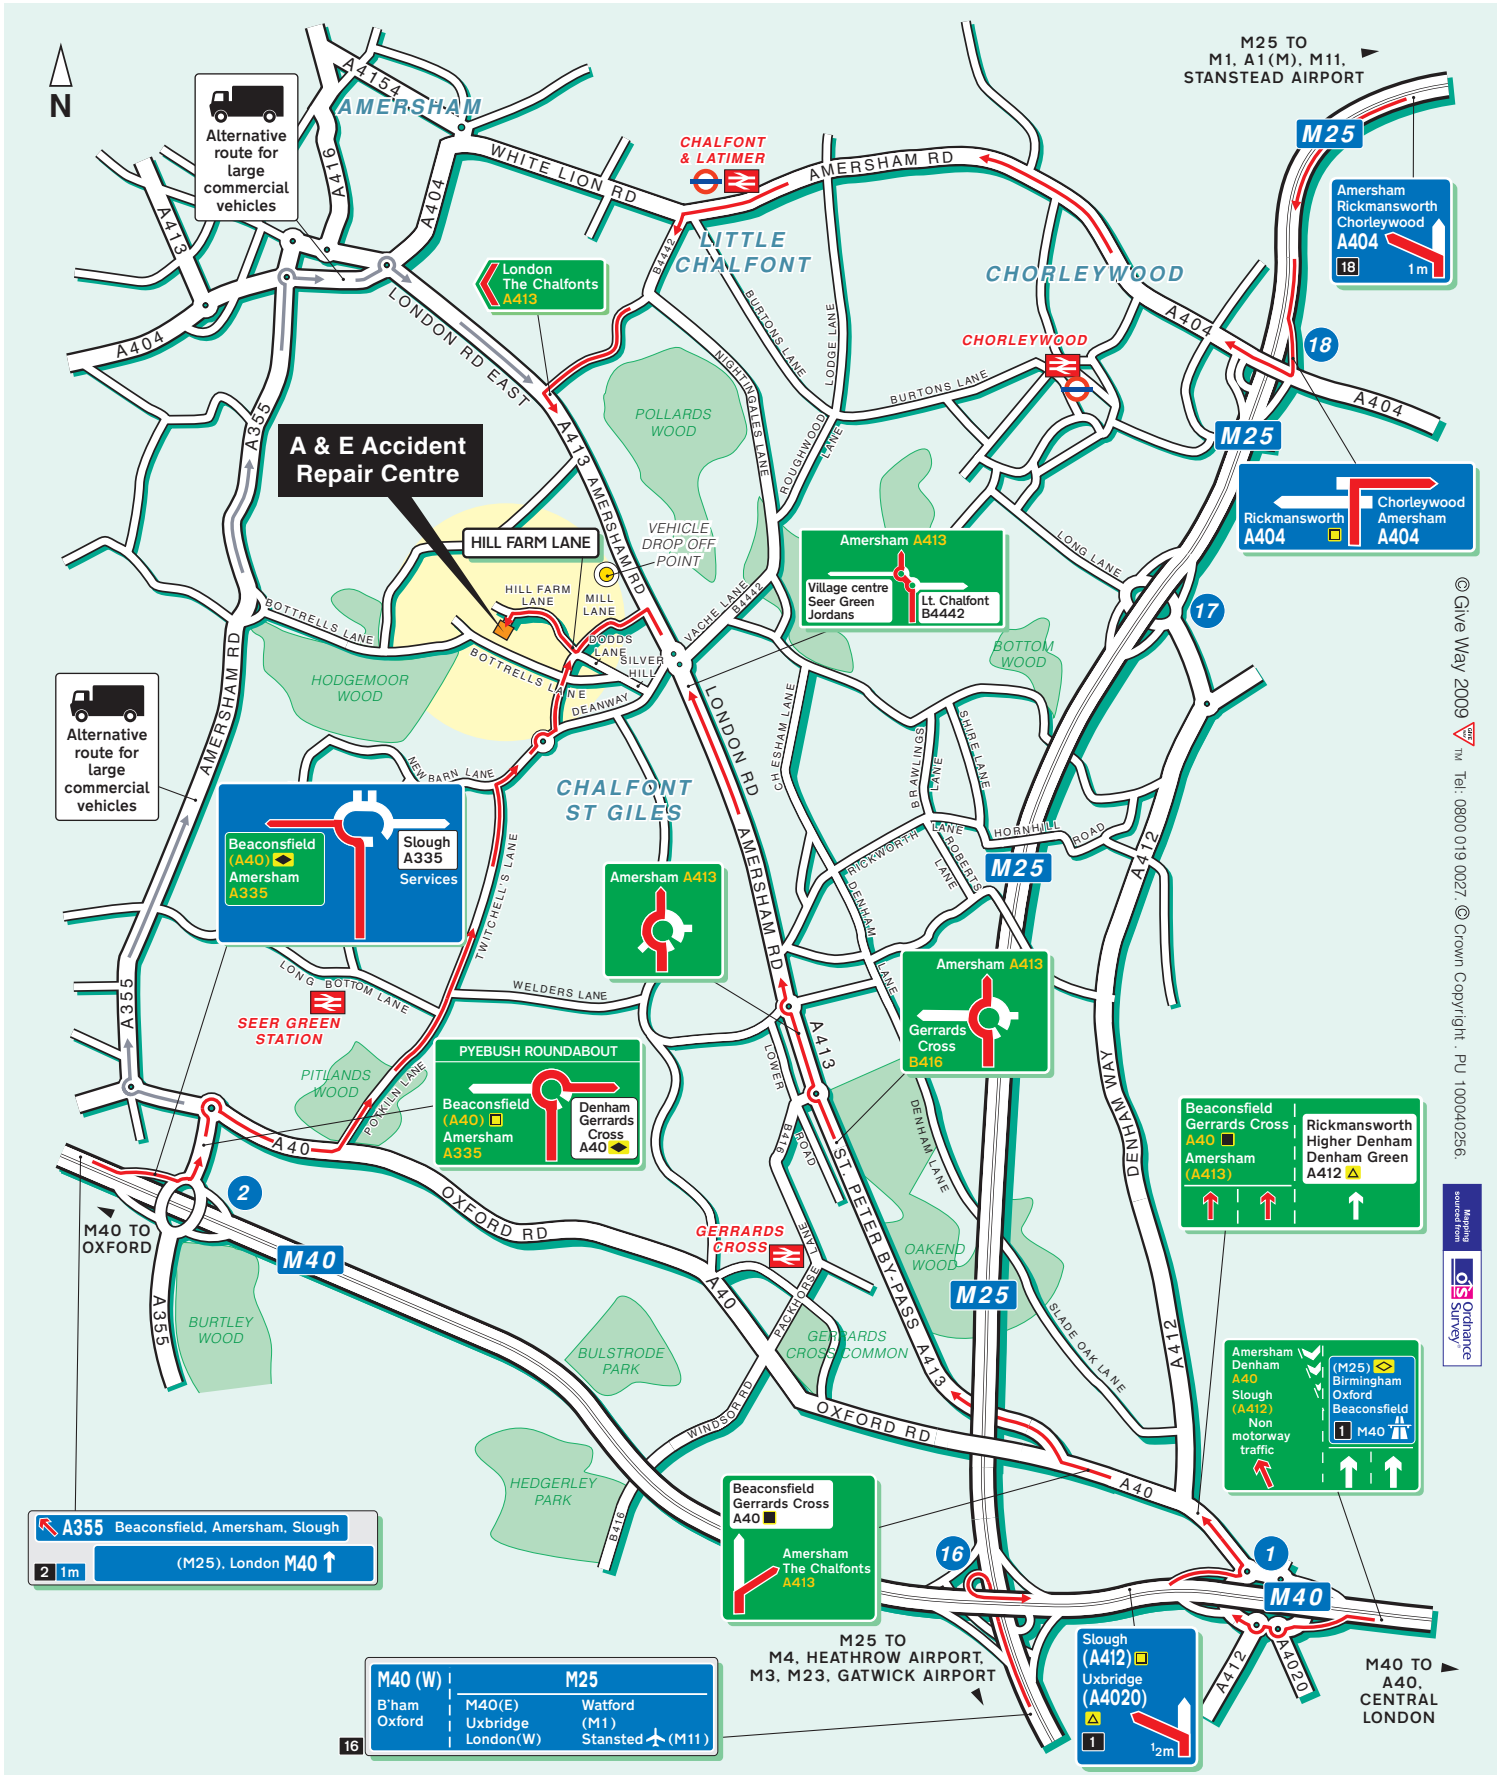 N
M25 TO
M1, A1(M), M11,
STANSTEAD AIRPORT
A4154
AMERSHAM
Alternative
route for
large
commercial
vehicles
A416
A404
A413
WHITE LION RD
CHALFONT
& LATIMER
AMERSHAM RD
M25
Amersham
Rickmansworth
Chorleywood
A404
18
1m
B4442
LITTLE
CHALFONT
CHORLEYWOOD
London
The Chalfonts
A413
LONDON RD EAST
A404
BURTONS LANE
LODGE LANE
NIGHTINGALES LANE
A404
CHORLEYWOOD
18
A404
BURTONS LANE
A355
POLLARDS
WOOD
ROUGHWOOD
LANE
M25
A & E Accident
Repair Centre
A413
AMERSHAM RD
Chorleywood
Rickmansworth
Amersham
A404
A404
HILL FARM LANE
VEHICLE
DROP OFF
POINT
Amersham A413
Village centre
Seer Green
Jordans
Lt. Chalfont
B4442
LONG LANE
HILL FARM
LANE
MILL
LANE
DODDS
LANE
SILVER
HILL
VACHE LANE
B4442
17
BOTTRELLS LANE
BOTTRELLS LANE
DEANWAY
HODGEMOOR
WOOD
BOTTOM
WOOD
AMERSHAM RD
Alternative
route for
large
commercial
vehicles
LONDON RD
CHESHAM LANE
BRAWLINGS
LANE
SHIRE LANE
NEWBARN LANE
CHALFONT
ST GILES
Beaconsfield
(A40)
Amersham
A335
Slough
A335
Services
TWITCHELL'S LANE
AMERSHAM RD
RICKWORTH LANE
HORNHILL
ROAD
ROBERTS
LANE
M25
A412
Amersham A413
DENHAM
LANE
Amersham A413
Gerrards
Cross
B416
LONG BOTTOM LANE
WELDERS LANE
A355
SEER GREEN
STATION
A413
LOWER
ROAD
PITLANDS
WOOD
POTKILN LANE
PYEBUSH ROUNDABOUT
Beaconsfield
(A40)
Amersham
A335
Denham
Gerrards
Cross
A40
B416
DENHAM LANE
DENHAM WAY
Beaconsfield
Gerrards Cross
A40
Amersham
(A413)
Rickmansworth
Higher Denham
Denham Green
A412
A40
2
M40 TO
OXFORD
M40
OXFORD RD
ST. PETER BY-PASS
GERRARDS
CROSS
PACKHORSE
LANE
OAKEND
WOOD
M25
A355
BURTLEY
WOOD
A40
BULSTRODE
PARK
GERRARDS
CROSS COMMON
A413
SLADE OAK LANE
A412
Amersham
Denham
A40
Slough
(A412)
Non
motorway
traffic
(M25)
Birmingham
Oxford
Beaconsfield
1 M40
WINDSOR RD
OXFORD RD
HEDGERLEY
PARK
B416
A40
Beaconsfield
Gerrards Cross
A40
Amersham
The Chalfonts
A413
A355 Beaconsfield, Amersham, Slough
2 1m
(M25), London M40
16
1
M40
M25 TO
M4, HEATHROW AIRPORT,
M3, M23, GATWICK AIRPORT
Slough
(A412)
Uxbridge
(A4020)
1
½m
A412
A4020
M40 TO
A40,
CENTRAL
LONDON
16
M40 (W)
B'ham
Oxford
M25
M40(E)
Uxbridge
London(W)
Watford
(M1)
Stansted (M11)
© Give Way 2009 ™ Tel: 0800 019 0027. © Crown Copyright . PU 100040256.
Mapping
sourced from
OS
Ordnance
Survey®